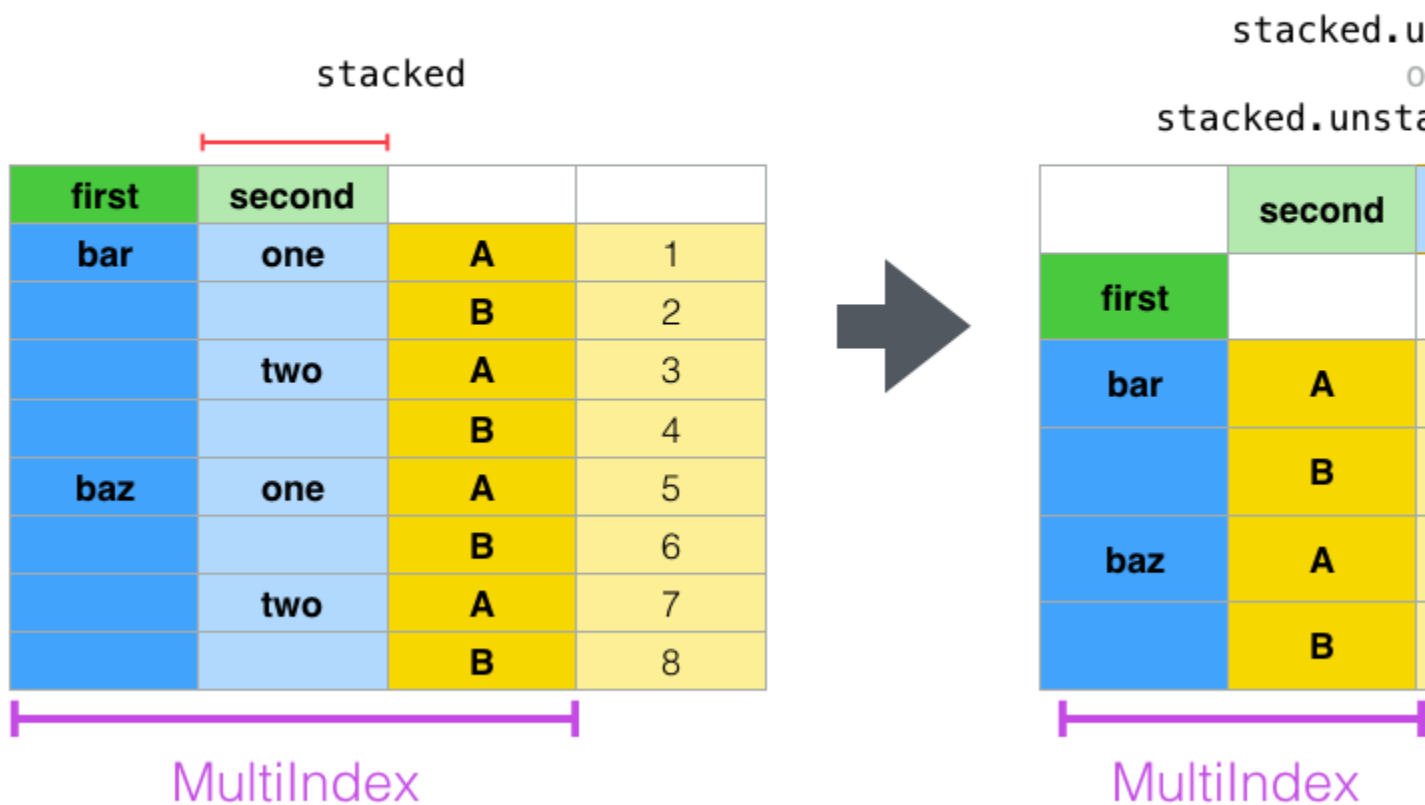 stacked
first second
bar one A 1
B 2
two A 3
B 4
baz one A 5
B 6
two A 7
B 8
MultiIndex
second
first
bar A
B
baz A
B
MultiIndex